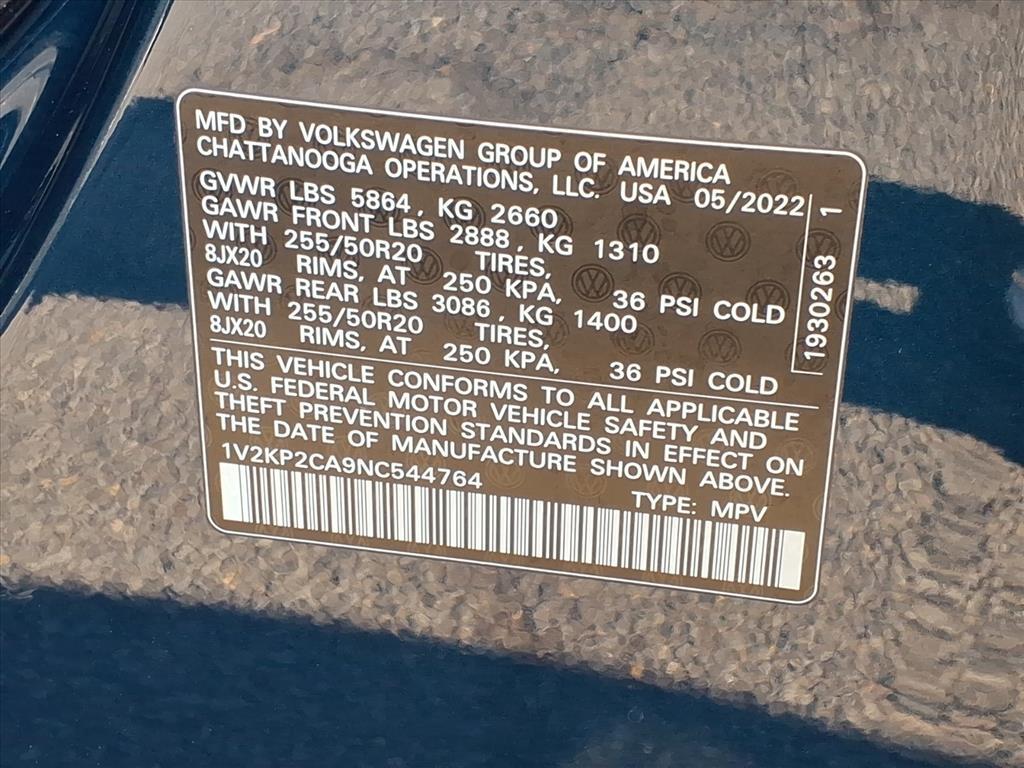 MFD BY VOLKSWAGEN GROUP OF AMERICA
CHATTANOOGA OPERATIONS, LLC. USA 05/2022
GVWR LBS 5864, KG 2660
GAWR FRONT LBS 2888, KG 1310
WITH 255/50R20 TIRES,
8JX20 RIMS, AT 250 KPA, 36 PSI COLD
GAWR REAR LBS 3086, KG 1400
WITH 255/50R20 TIRES,
8JX20 RIMS, AT 250 KPA, 36 PSI COLD
1930263 1
THIS VEHICLE CONFORMS TO ALL APPLICABLE
U.S. FEDERAL MOTOR VEHICLE SAFETY AND
THEFT PREVENTION STANDARDS IN EFFECT ON
THE DATE OF MANUFACTURE SHOWN ABOVE.
1V2KP2CA9NC544764
TYPE: MPV